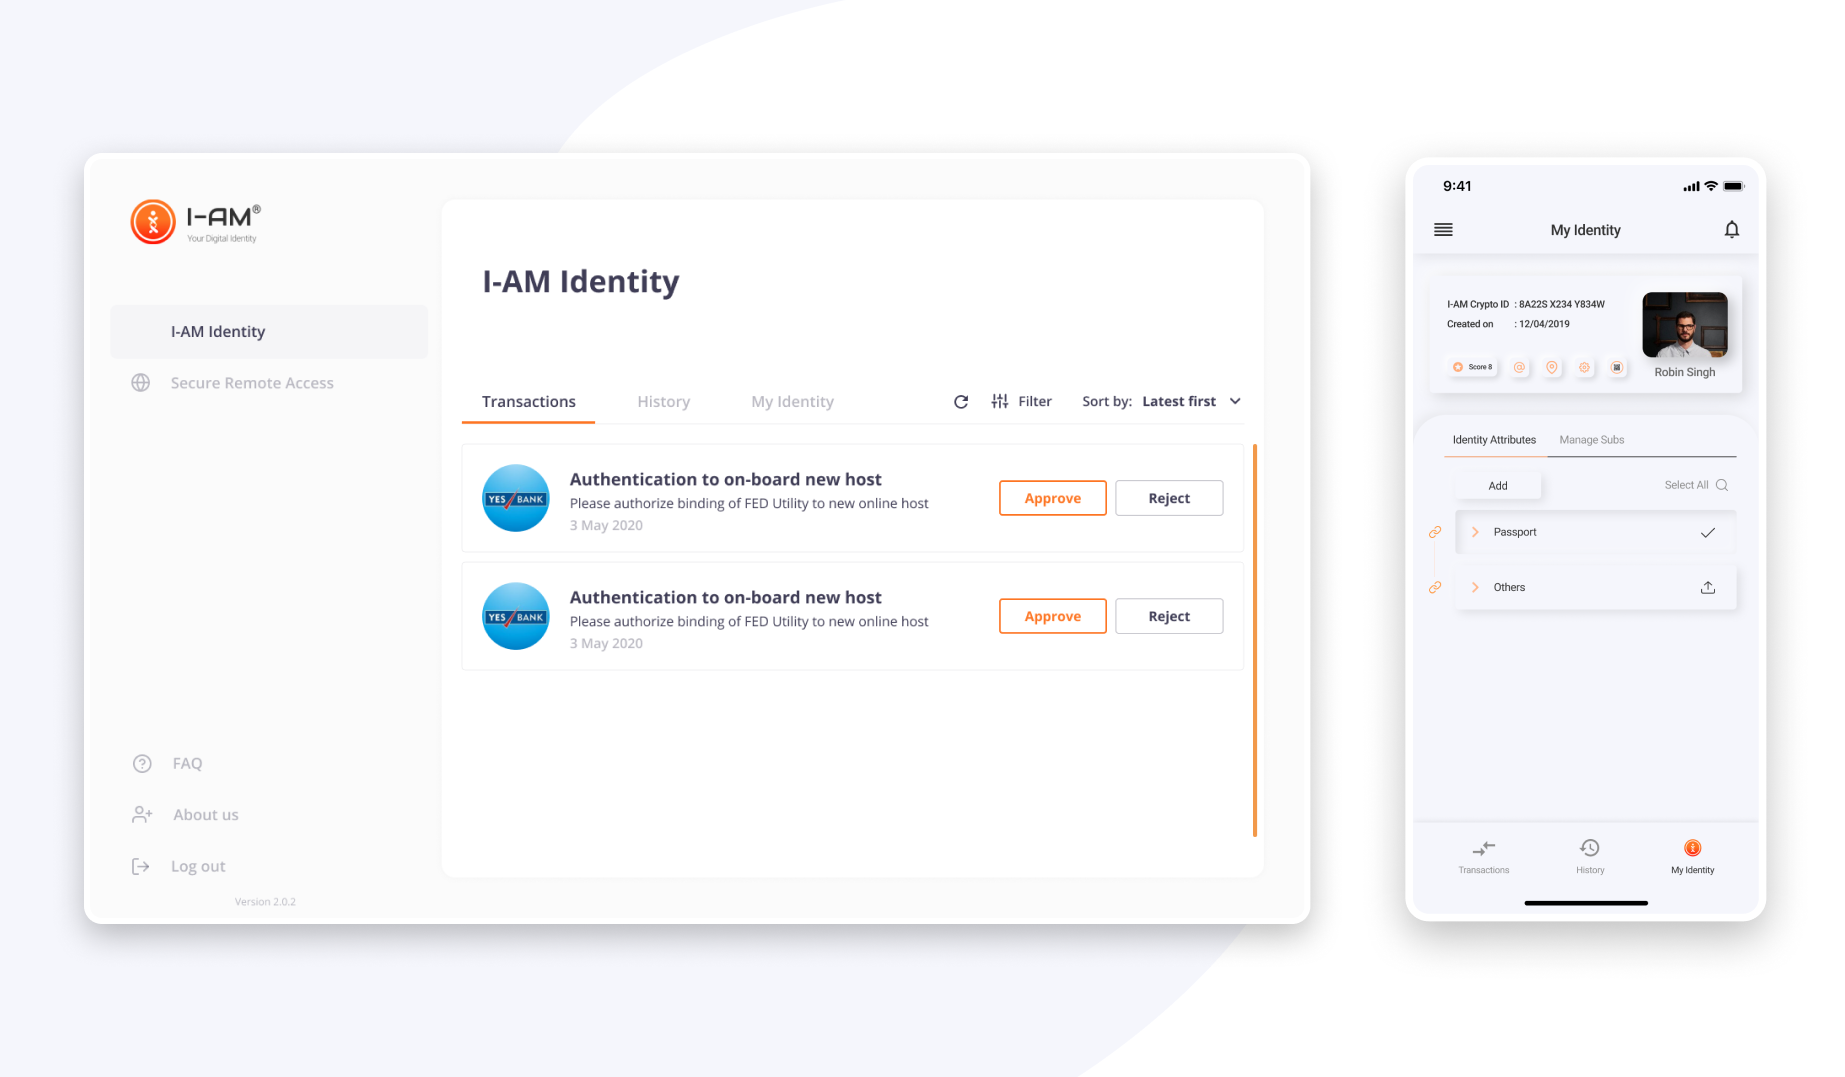 I-AM®
Your Digital Identity
I-AM Identity
Secure Remote Access
FAQ
About us
Log out
Version 2.0.2
I-AM Identity
Transactions History My Identity Filter Sort by: Latest first
YES BANK
Authentication to on-board new host
Please authorize binding of FED Utility to new online host
3 May 2020
Approve Reject
YES BANK
Authentication to on-board new host
Please authorize binding of FED Utility to new online host
3 May 2020
Approve Reject
9:41
My Identity
I-AM Crypto ID : 8A22S X234 Y834W
Created on : 12/04/2019
Score 8
Robin Singh
Identity Attributes Manage Subs
Add Select All
Passport
Others
Transactions History My Identity